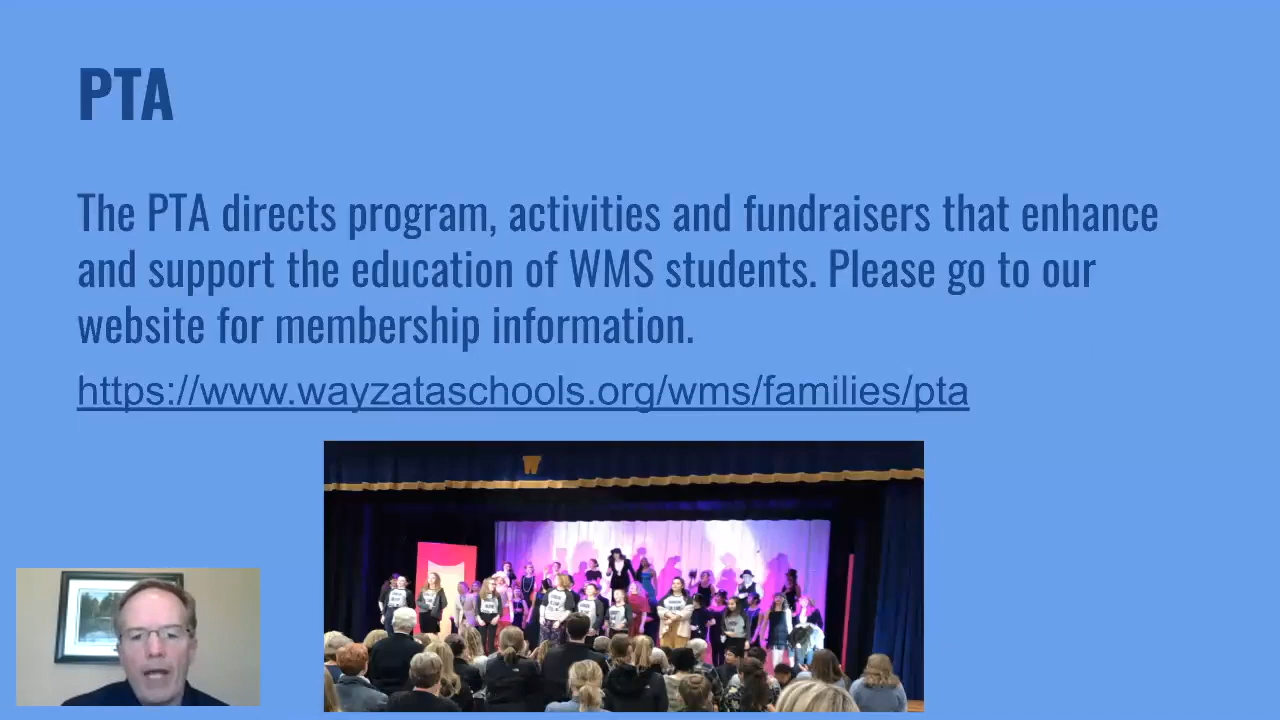 PTA
The PTA directs program, activities and fundraisers that enhance
and support the education of WMS students. Please go to our
website for membership information.
https://www.wayzataschools.org/wms/families/pta
W